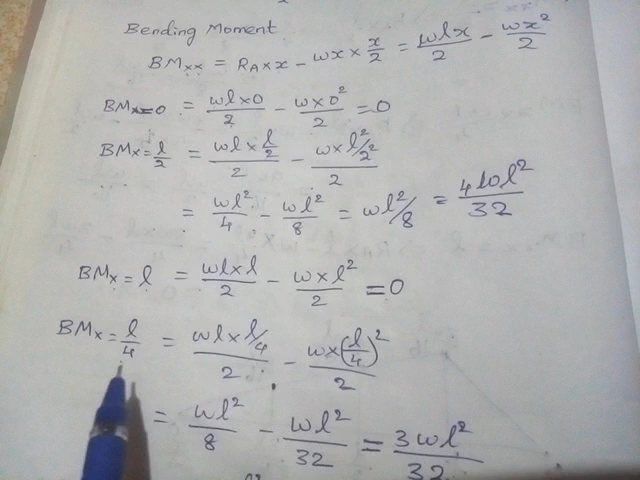 Bending Moment
BMxx = RA×x - wx × x/2 = wlx/2 - wx²/2
BMx=0 = wl×0/2 - w×0²/2 = 0
BMx=l/2 = wl×l/2/2 - w×l²/2²/2
= wl²/4 - wl²/8 = wl²/8 = 4wl²/32
BMx=l = wl×l/2 - w×l²/2 = 0
BMx=l/4 = wl×l/4/2 - w×(l/4)²/2
= wl²/8 - wl²/32 = 3wl²/32